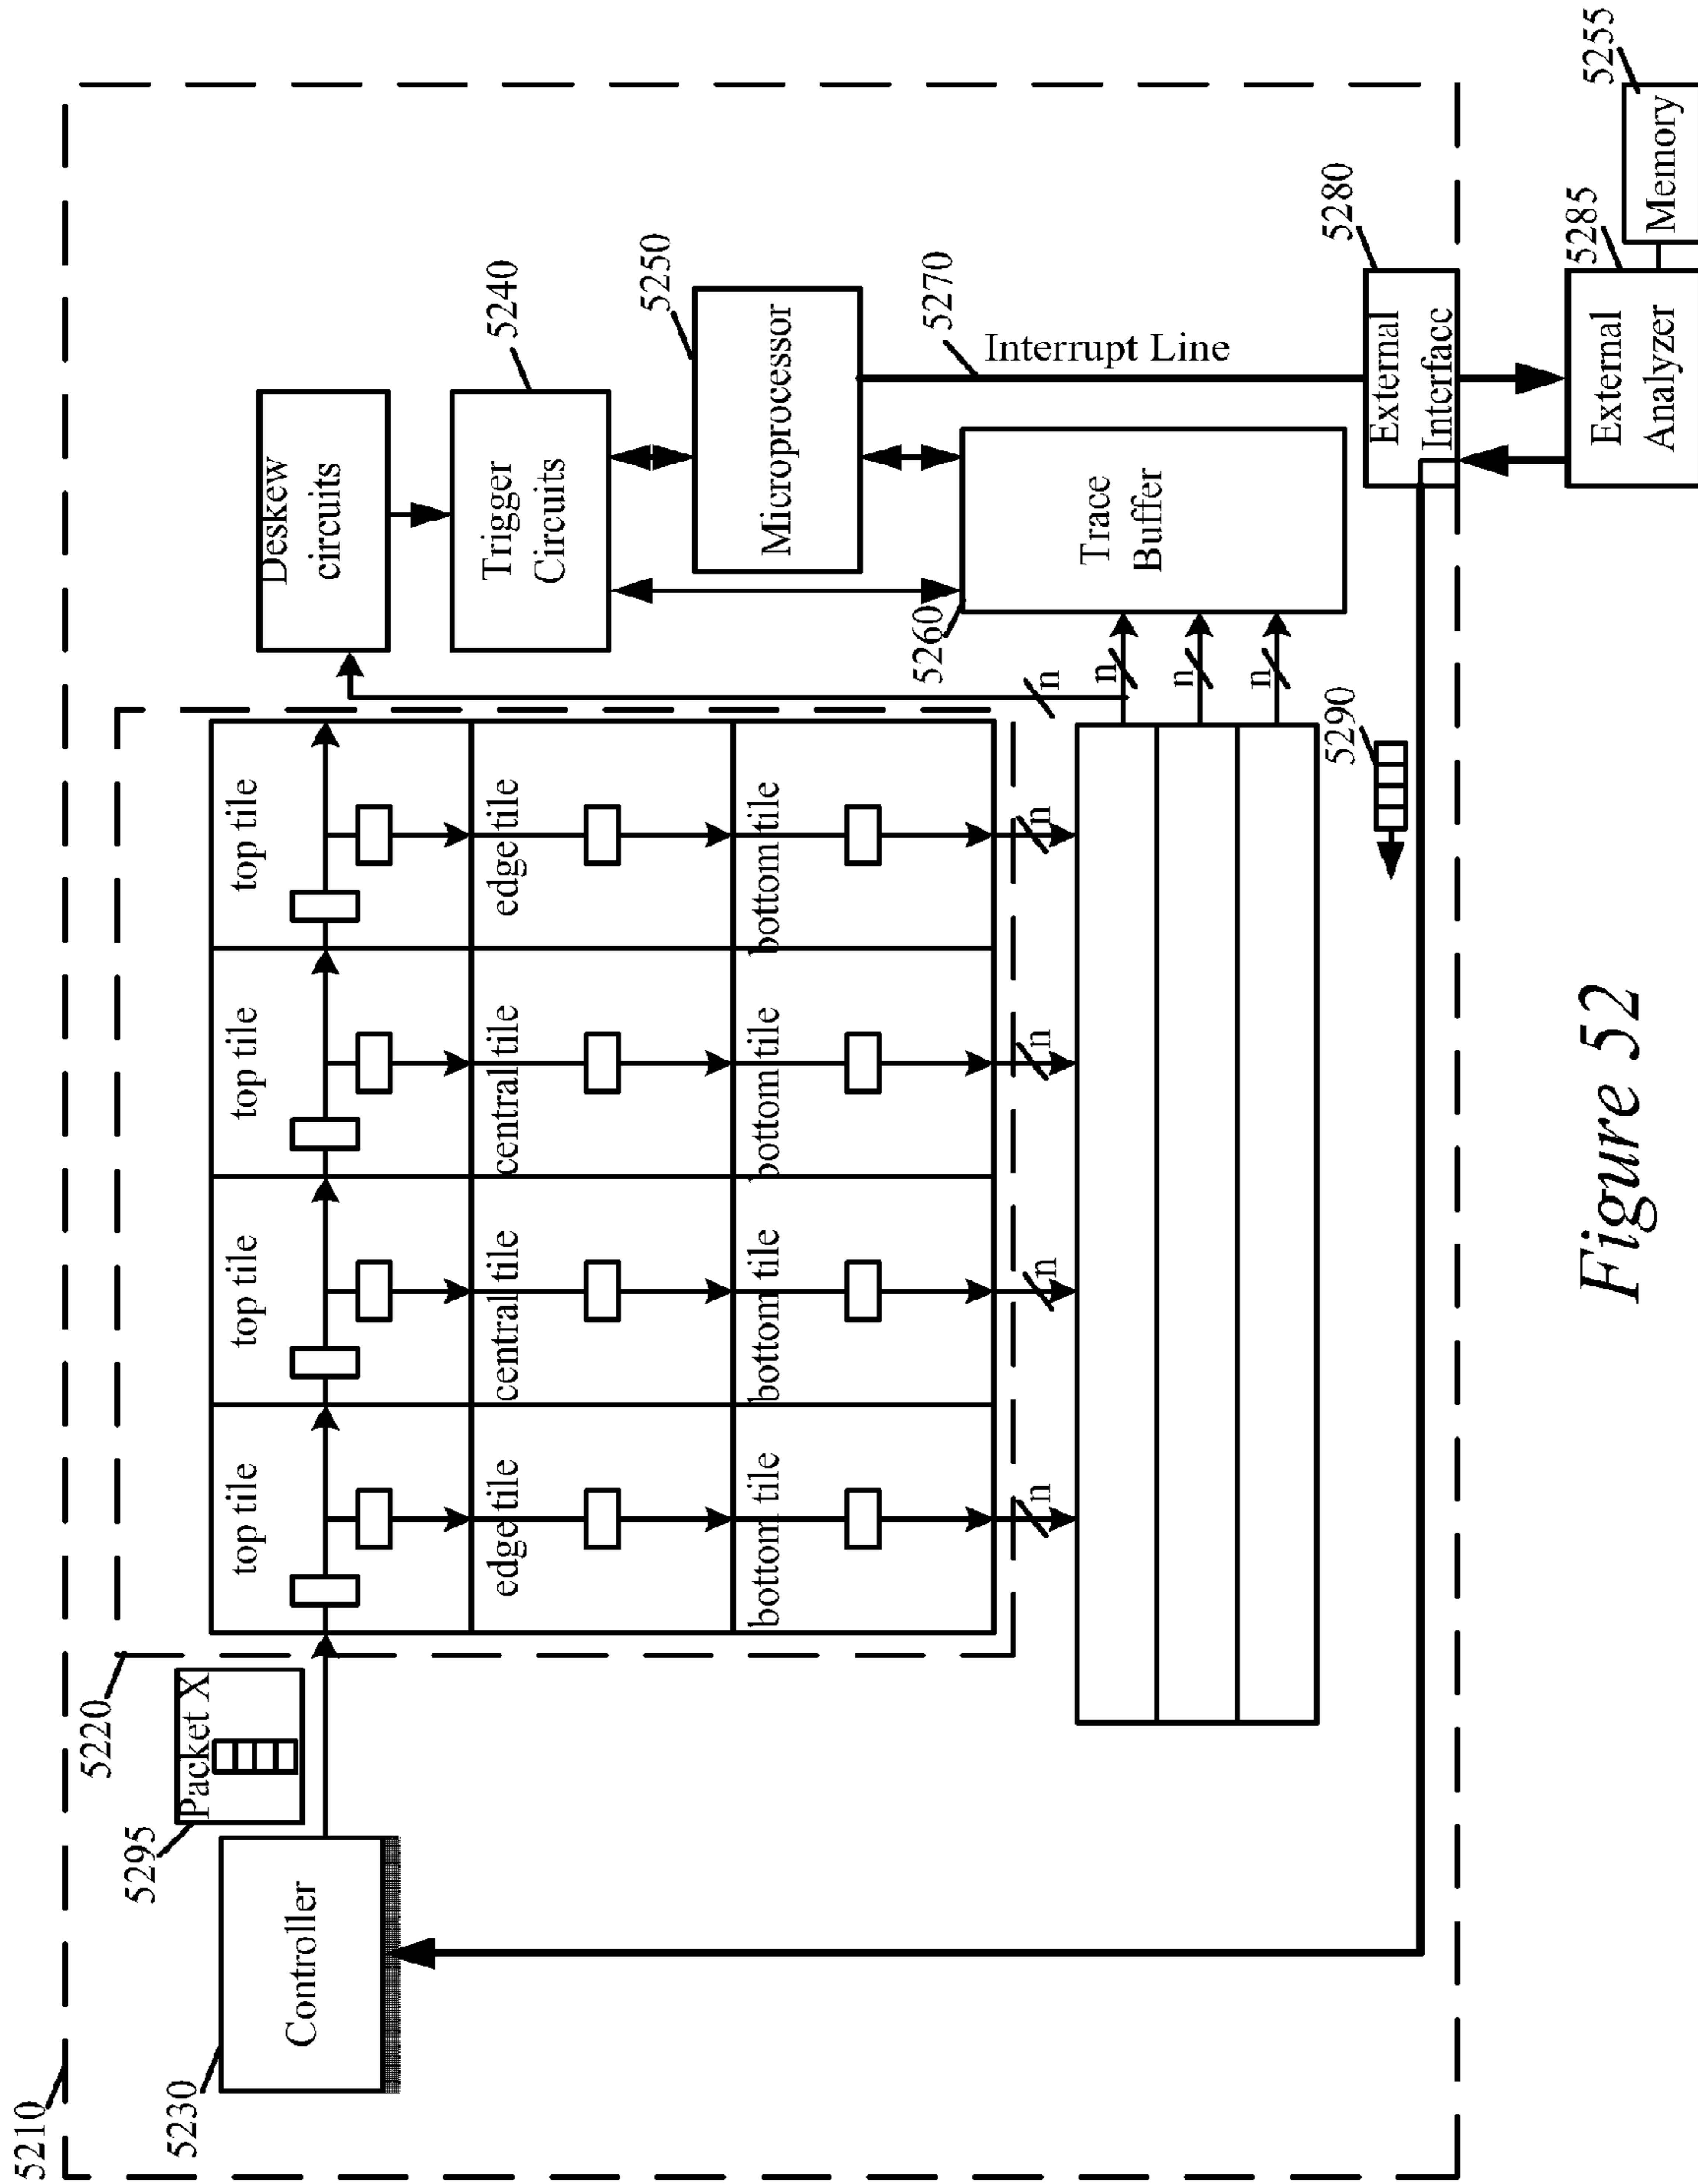 5210
5230
Controller
5295
Packet X
5220
top tile
top tile
top tile
top tile
edge tile
central tile
central tile
edge tile
bottom tile
bottom tile
bottom tile
bottom tile
n
n
n
n
Deskew
circuits
5240
Trigger
Circuits
5250
Microprocessor
5270
Interrupt Line
5260
Trace
Buffer
n
n
n
n
5290
5280
External
Interface
5285
External
Analyzer
5255
Memory
Figure 52